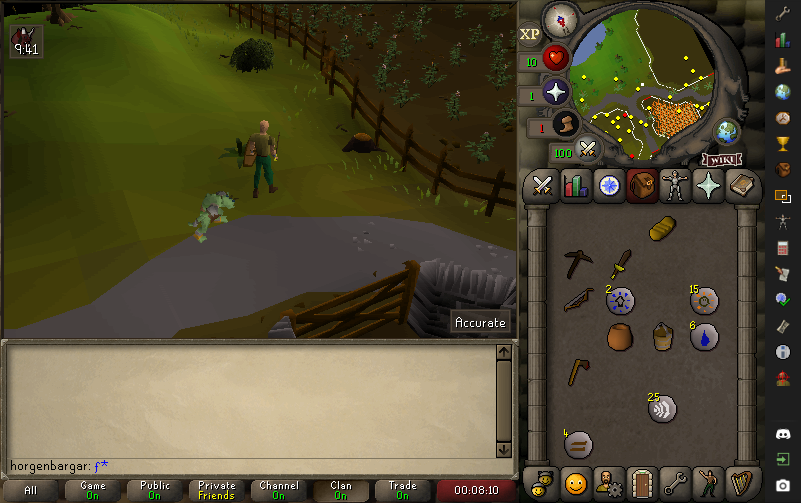 9:41
XP
10
1
1
100
WIKI
2
15
6
25
4
Accurate
horgenbargar: f*
All
Game
On
Public
On
Private
Friends
Channel
On
Clan
On
Trade
On
00:08:10